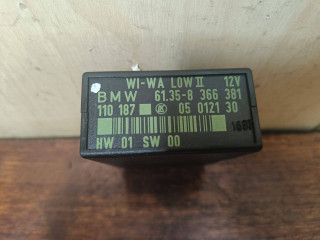 WI-WA LOW II 12V
BMW 61.35-8 366 381
110 187 05 0121 30
HW 01 SW 00